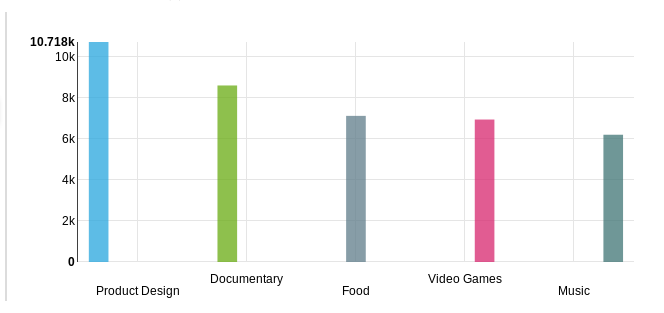 10.718k
10k
8k
6k
4k
2k
0
Product Design
Documentary
Food
Video Games
Music